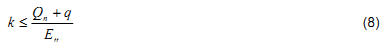 k ≤ (Qₙ + q) / Eₙ (8)